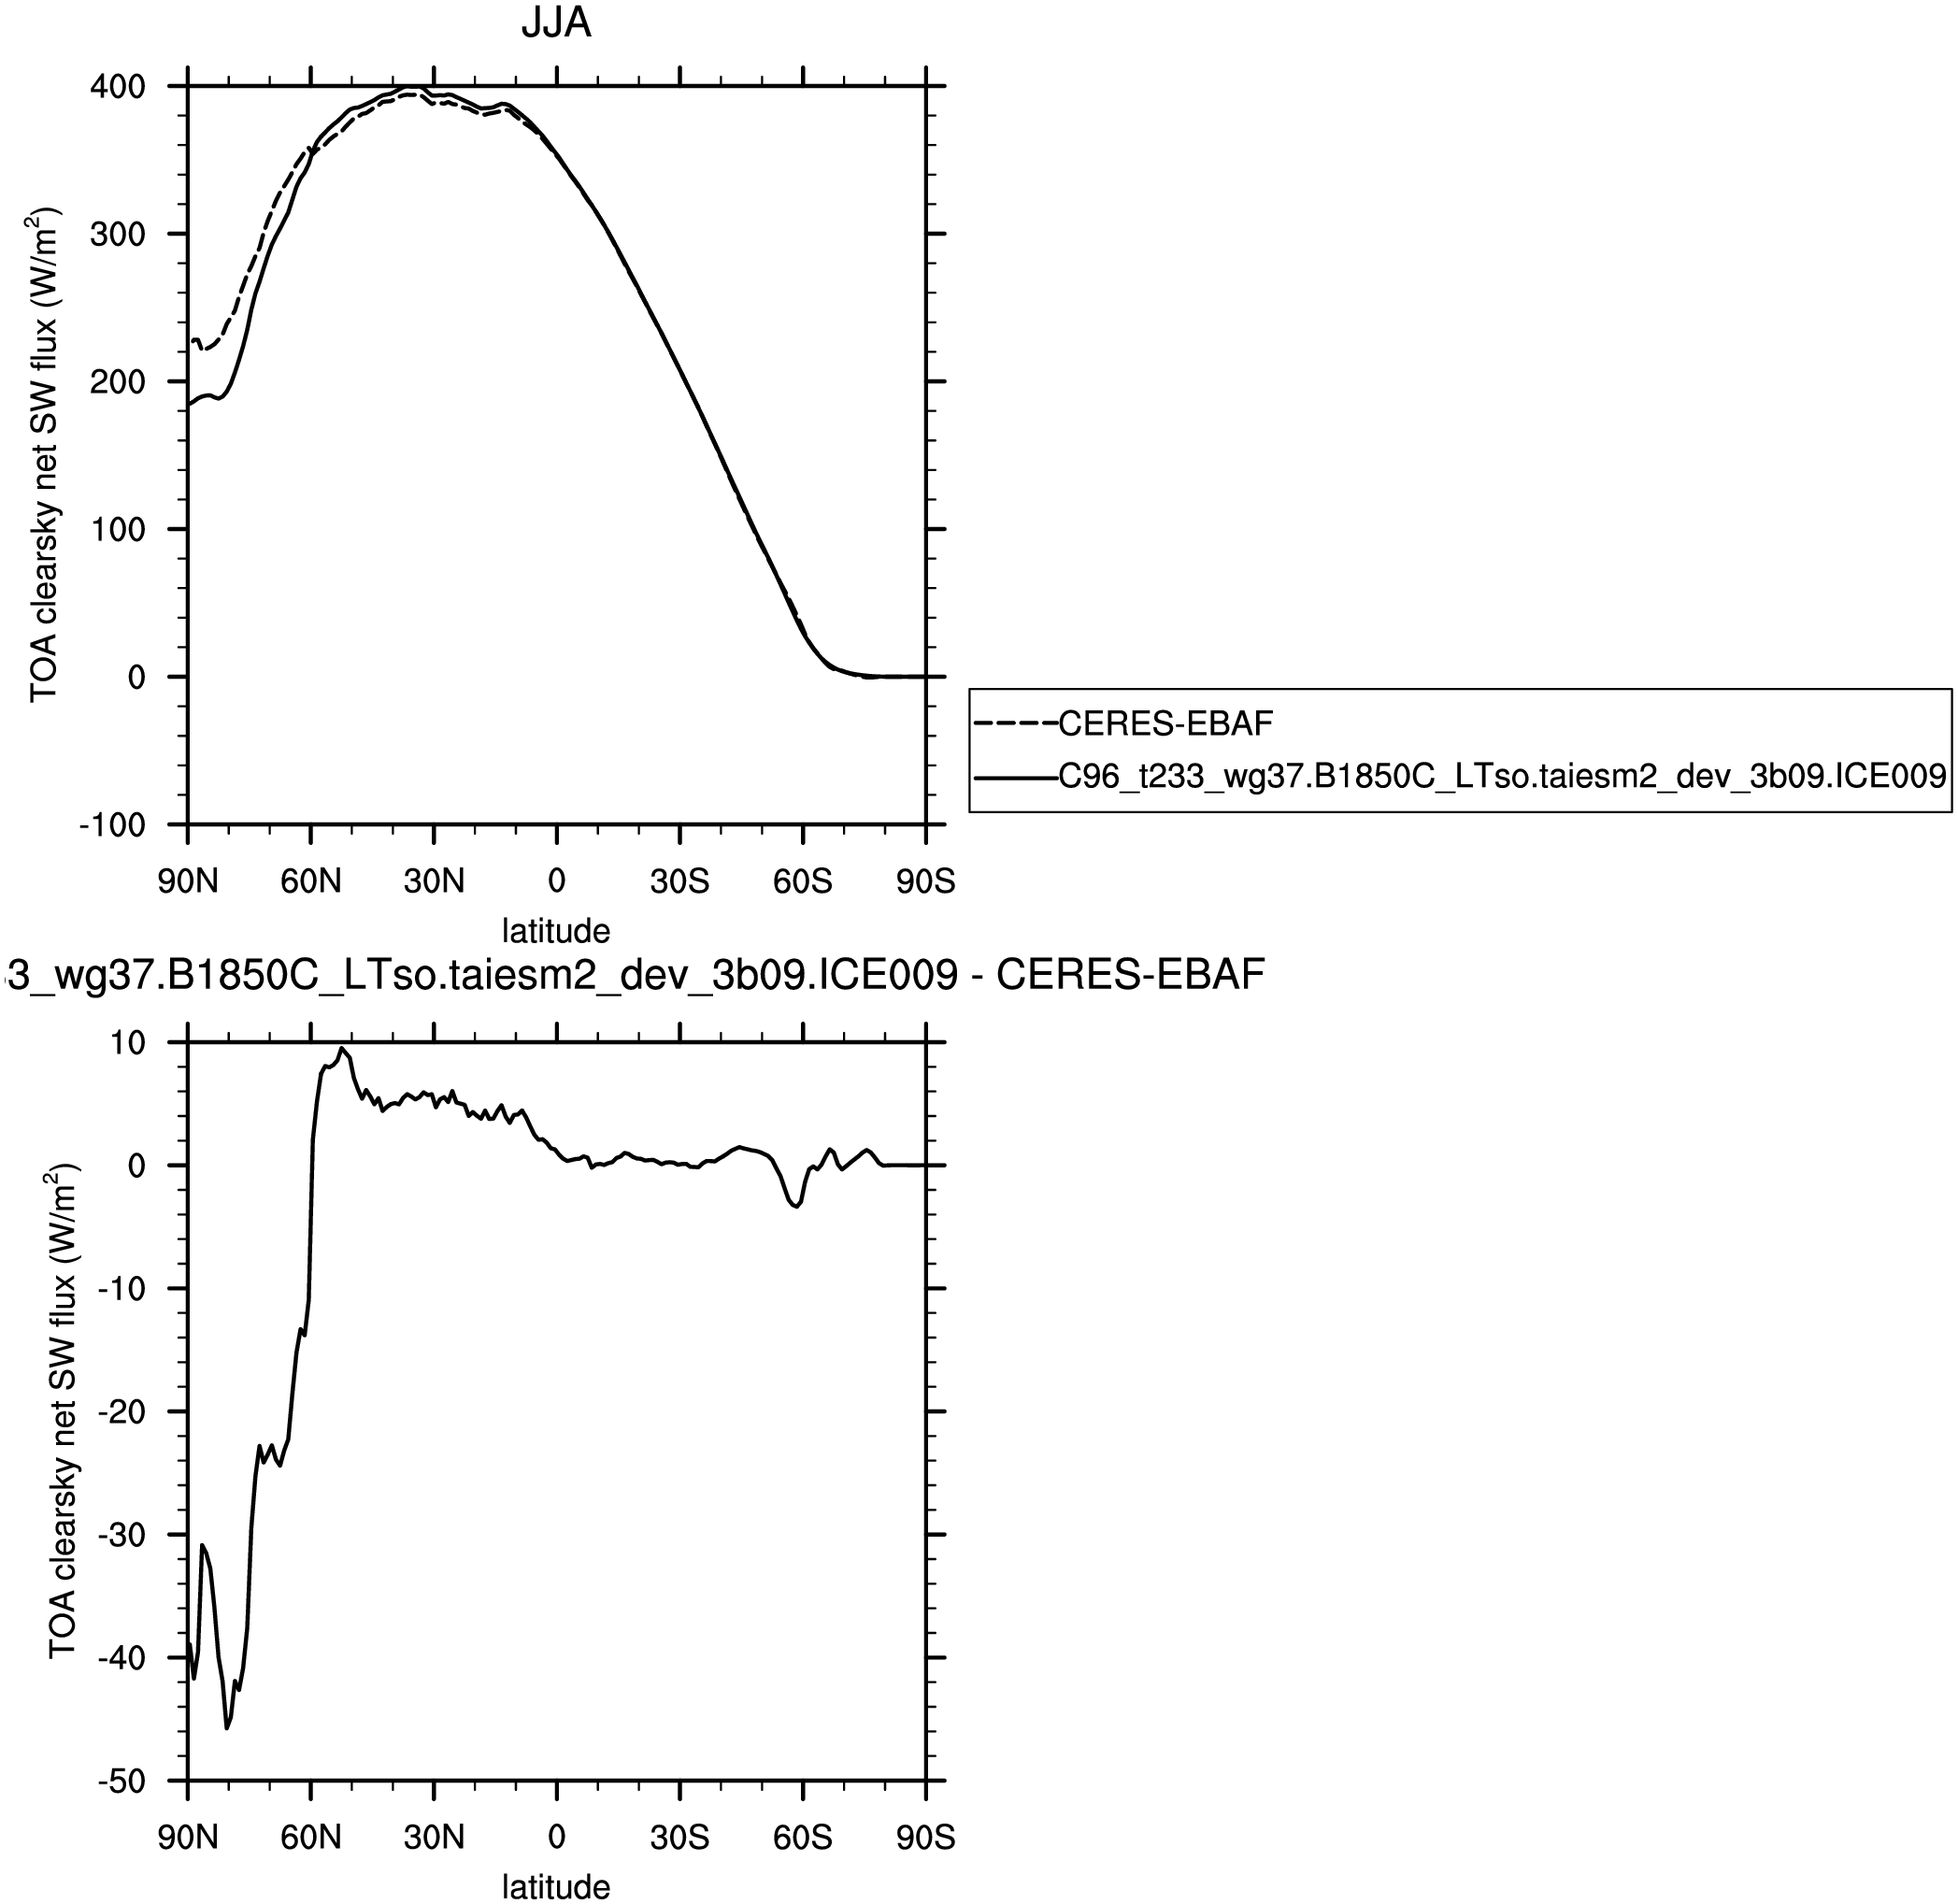 JJA
TOA clearsky net SW flux (W/m²)
400
300
200
100
0
-100
90N 60N 30N 0 30S 60S 90S
latitude
CERES-EBAF
C96_t233_wg37.B1850C_LTso.taiesm2_dev_3b09.ICE009
3_wg37.B1850C_LTso.taiesm2_dev_3b09.ICE009 - CERES-EBAF
TOA clearsky net SW flux (W/m²)
10
0
-10
-20
-30
-40
-50
90N 60N 30N 0 30S 60S 90S
latitude